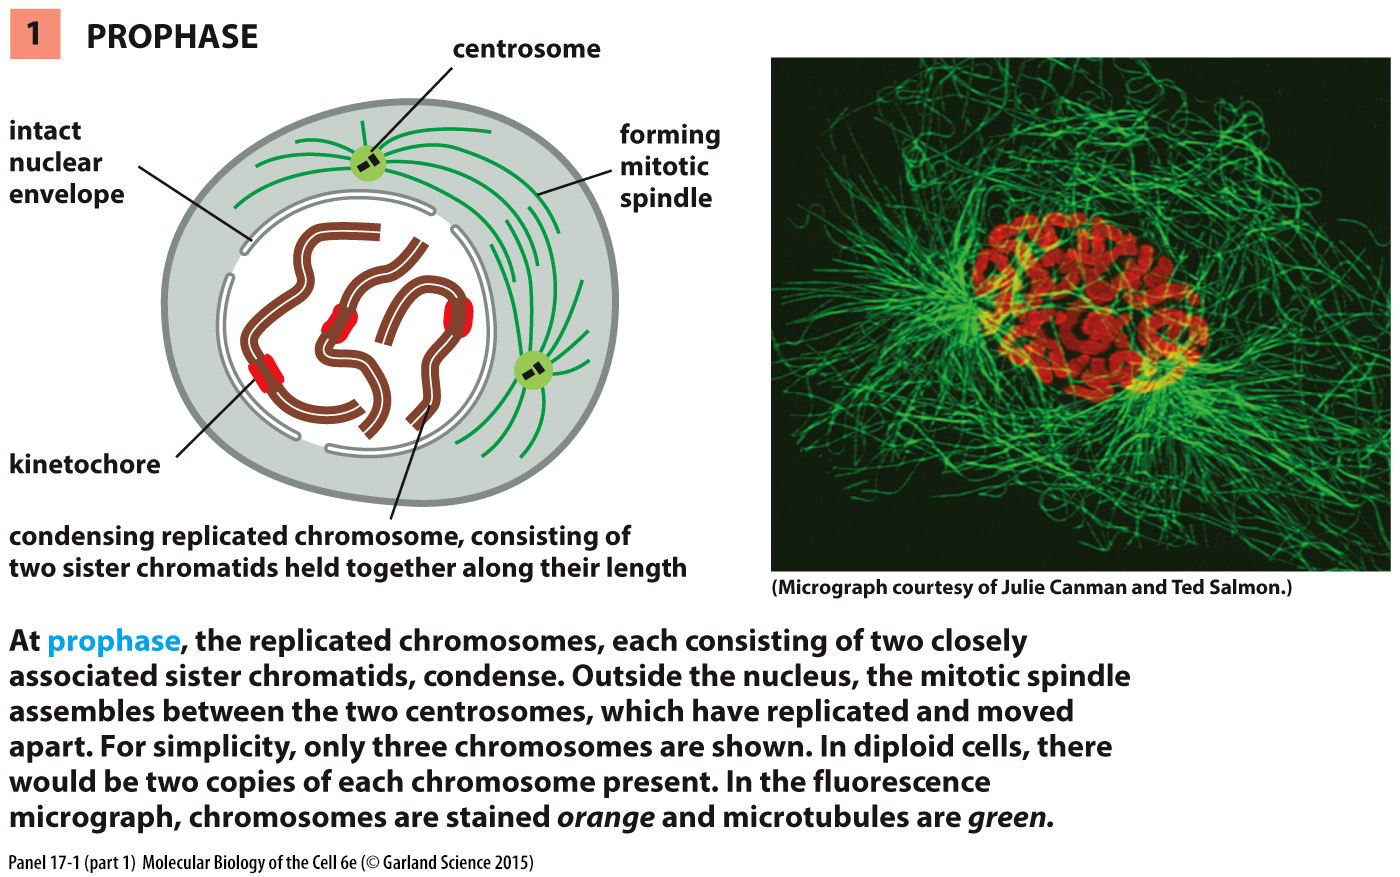 1 PROPHASE
centrosome
intact
nuclear
envelope
forming
mitotic
spindle
kinetochore
condensing replicated chromosome, consisting of
two sister chromatids held together along their length
(Micrograph courtesy of Julie Canman and Ted Salmon.)
At prophase, the replicated chromosomes, each consisting of two closely
associated sister chromatids, condense. Outside the nucleus, the mitotic spindle
assembles between the two centrosomes, which have replicated and moved
apart. For simplicity, only three chromosomes are shown. In diploid cells, there
would be two copies of each chromosome present. In the fluorescence
micrograph, chromosomes are stained orange and microtubules are green.
Panel 17-1 (part 1) Molecular Biology of the Cell 6e (© Garland Science 2015)